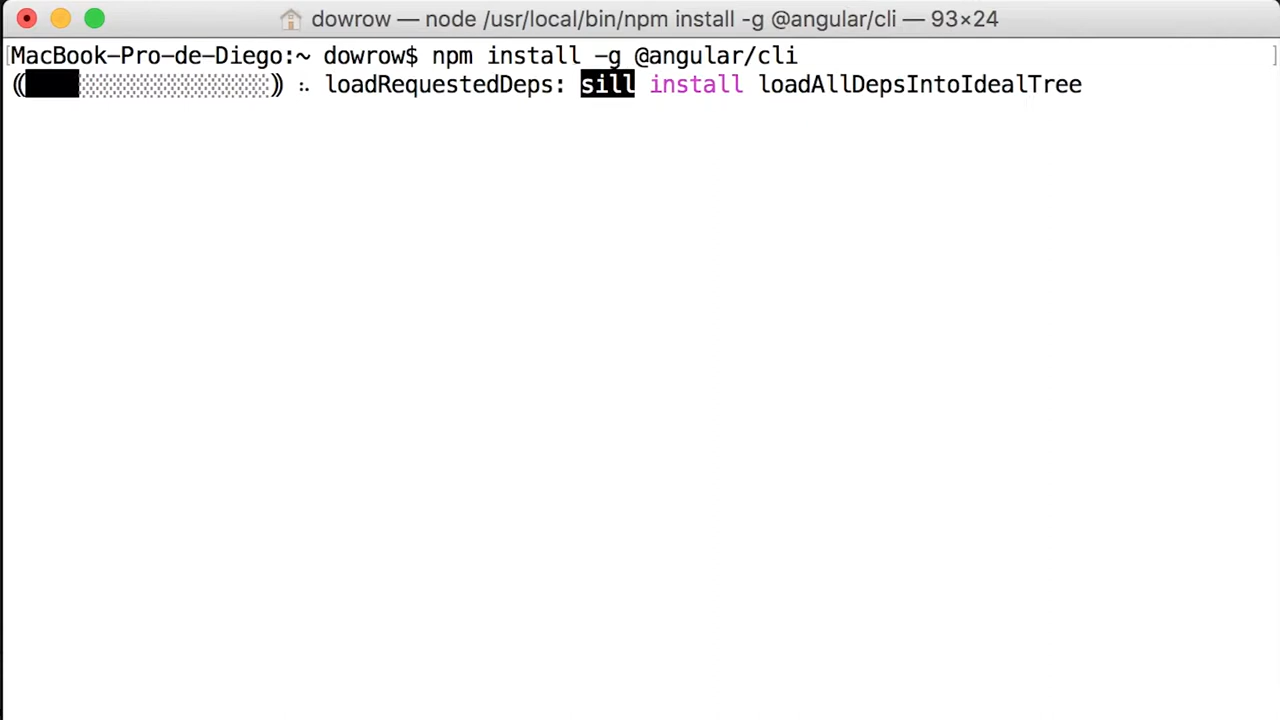 dowrow — node /usr/local/bin/npm install -g @angular/cli — 93×24
MacBook-Pro-de-Diego:~ dowrow$ npm install -g @angular/cli
((███░░░░░░░░░░░░░░░)) ⠦ loadRequestedDeps: sill install loadAllDepsIntoIdealTree